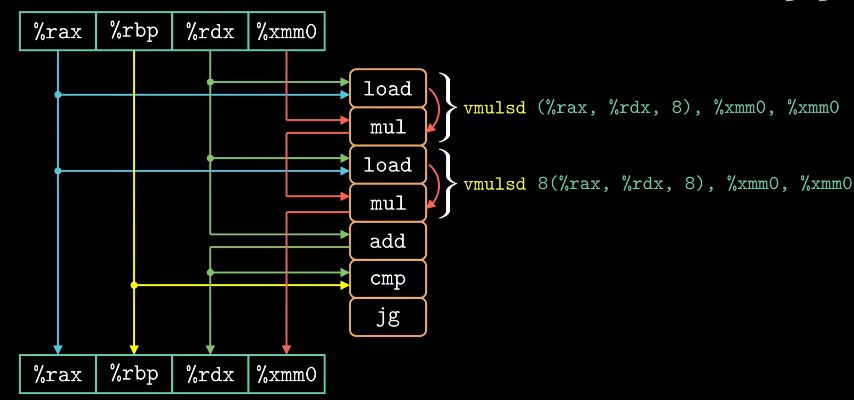 %rax %rbp %rdx %xmm0
load
vmulsd (%rax, %rdx, 8), %xmm0, %xmm0
mul
load
vmulsd 8(%rax, %rdx, 8), %xmm0, %xmm0
mul
add
cmp
jg
%rax %rbp %rdx %xmm0